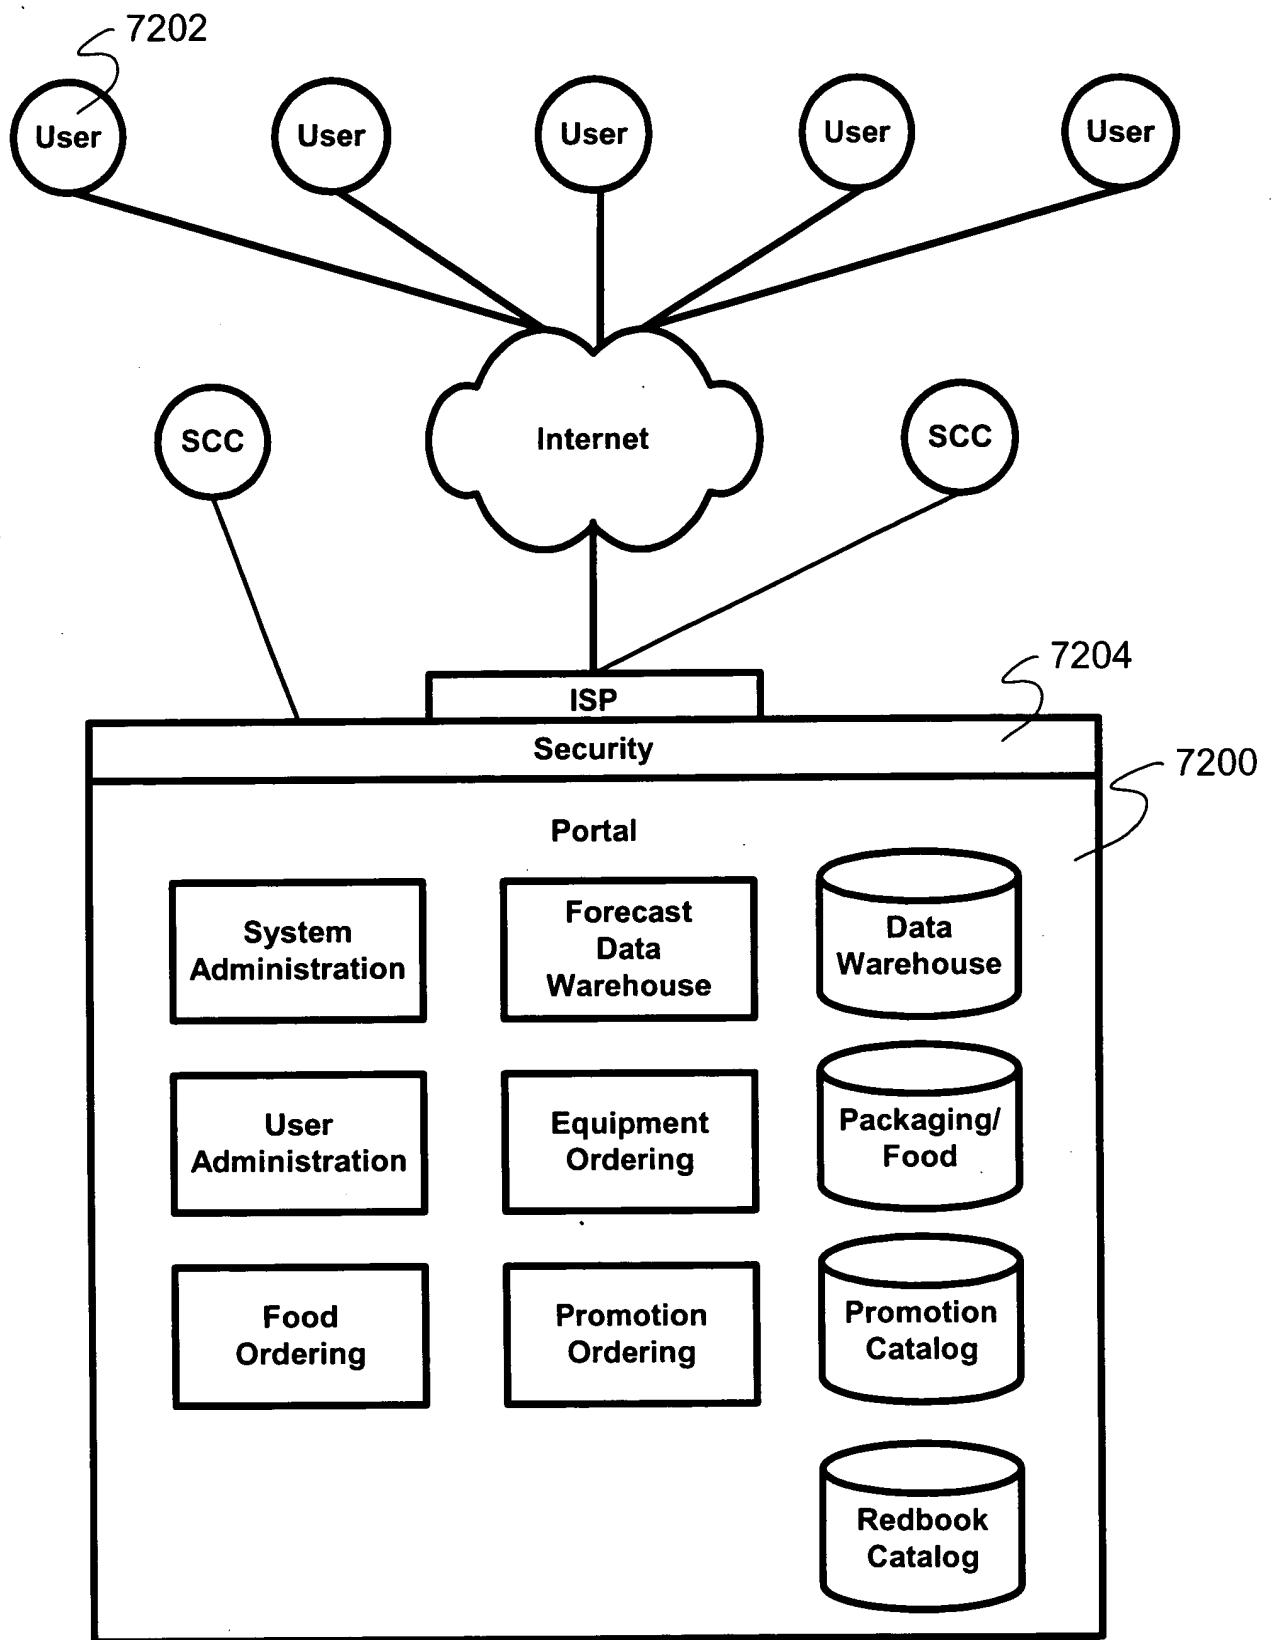 7202
User
User
User
User
User
SCC
Internet
SCC
7204
ISP
Security
7200
Portal
System
Administration
Forecast
Data
Warehouse
Data
Warehouse
User
Administration
Equipment
Ordering
Packaging/
Food
Food
Ordering
Promotion
Ordering
Promotion
Catalog
Redbook
Catalog